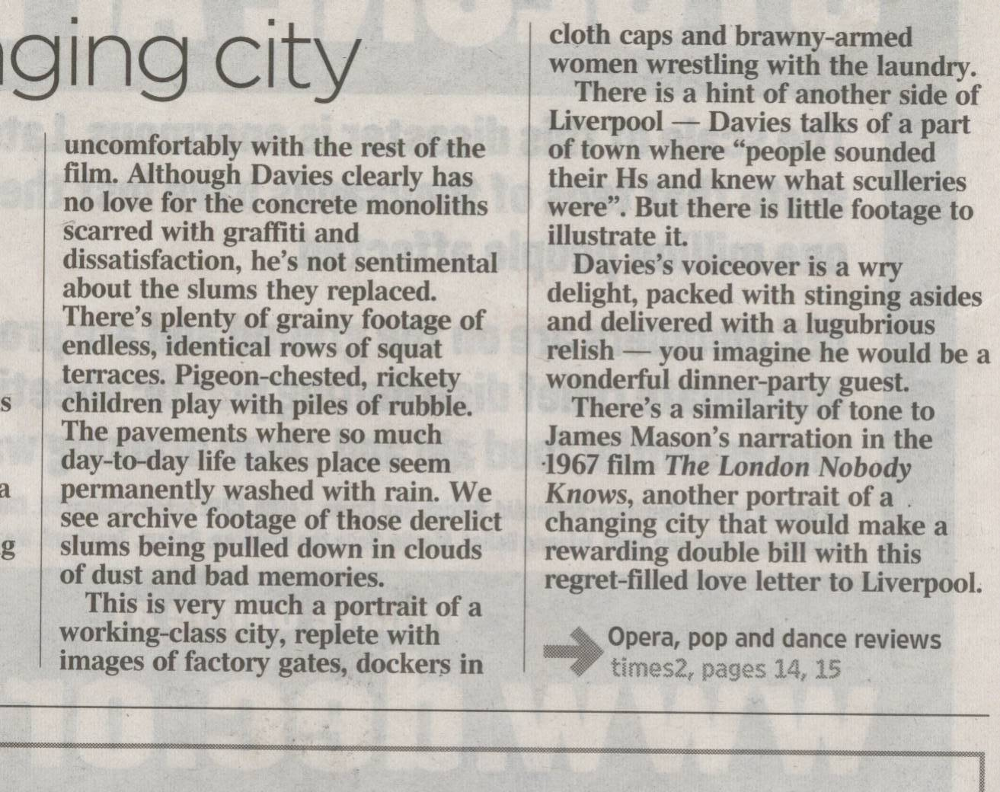 ging city
uncomfortably with the rest of the
film. Although Davies clearly has
no love for the concrete monoliths
scarred with graffiti and
dissatisfaction, he's not sentimental
about the slums they replaced.
There's plenty of grainy footage of
endless, identical rows of squat
terraces. Pigeon-chested, rickety
children play with piles of rubble.
The pavements where so much
day-to-day life takes place seem
permanently washed with rain. We
see archive footage of those derelict
slums being pulled down in clouds
of dust and bad memories.
This is very much a portrait of a
working-class city, replete with
images of factory gates, dockers in
cloth caps and brawny-armed
women wrestling with the laundry.
There is a hint of another side of
Liverpool — Davies talks of a part
of town where “people sounded
their Hs and knew what sculleries
were”. But there is little footage to
illustrate it.
Davies's voiceover is a wry
delight, packed with stinging asides
and delivered with a lugubrious
relish — you imagine he would be a
wonderful dinner-party guest.
There's a similarity of tone to
James Mason's narration in the
1967 film The London Nobody
Knows, another portrait of a
changing city that would make a
rewarding double bill with this
regret-filled love letter to Liverpool.
Opera, pop and dance reviews
times2, pages 14, 15